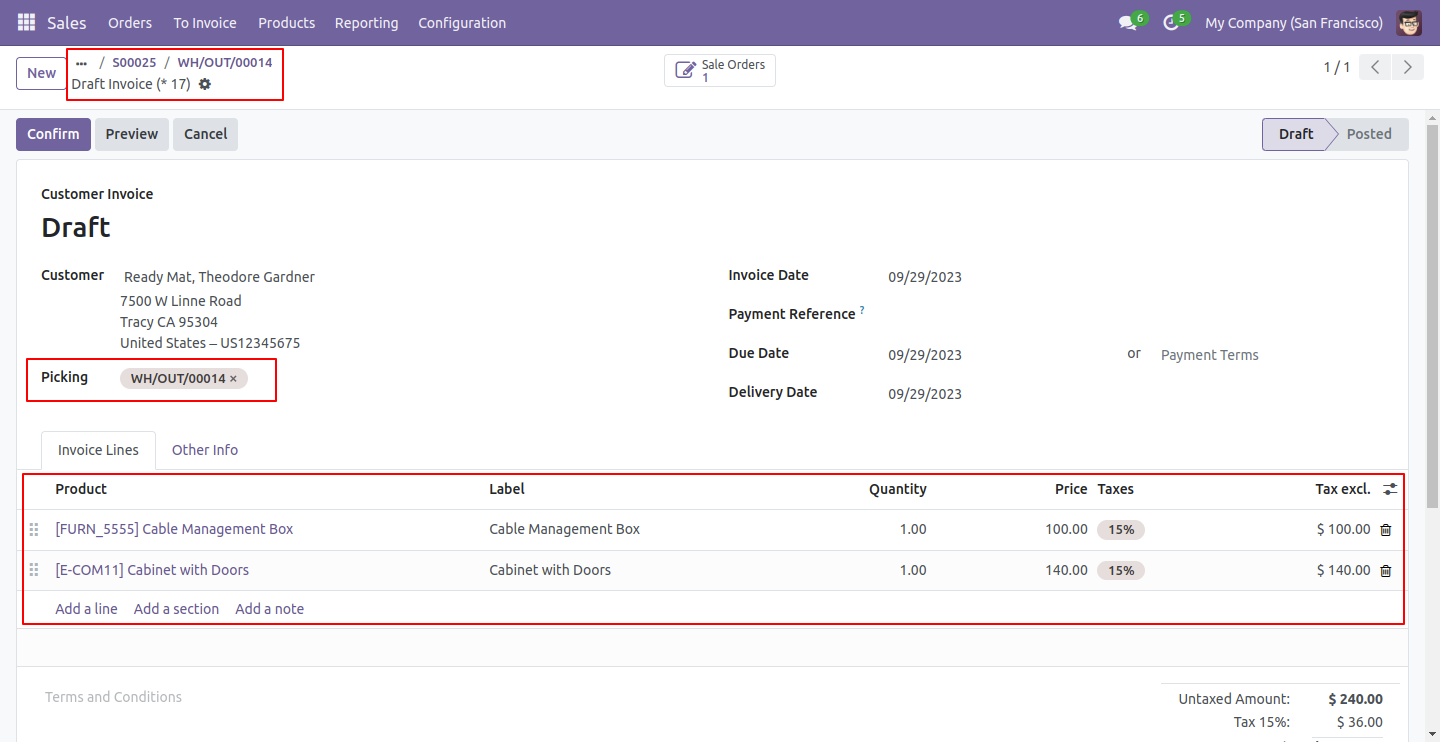 Sales Orders To Invoice Products Reporting Configuration 6 5 My Company (San Francisco)
New ... / S00025 / WH/OUT/00014
Draft Invoice (* 17)
Sale Orders
1
1 / 1
Confirm Preview Cancel Draft Posted
Customer Invoice
Draft
Customer Ready Mat, Theodore Gardner
7500 W Linne Road
Tracy CA 95304
United States – US12345675
Picking WH/OUT/00014 ×
Invoice Date 09/29/2023
Payment Reference ?
Due Date 09/29/2023 or Payment Terms
Delivery Date 09/29/2023
Invoice Lines Other Info
Product Label Quantity Price Taxes Tax excl.
[FURN_5555] Cable Management Box Cable Management Box 1.00 100.00 15% $ 100.00
[E-COM11] Cabinet with Doors Cabinet with Doors 1.00 140.00 15% $ 140.00
Add a line Add a section Add a note
Terms and Conditions
Untaxed Amount: $ 240.00
Tax 15%: $ 36.00